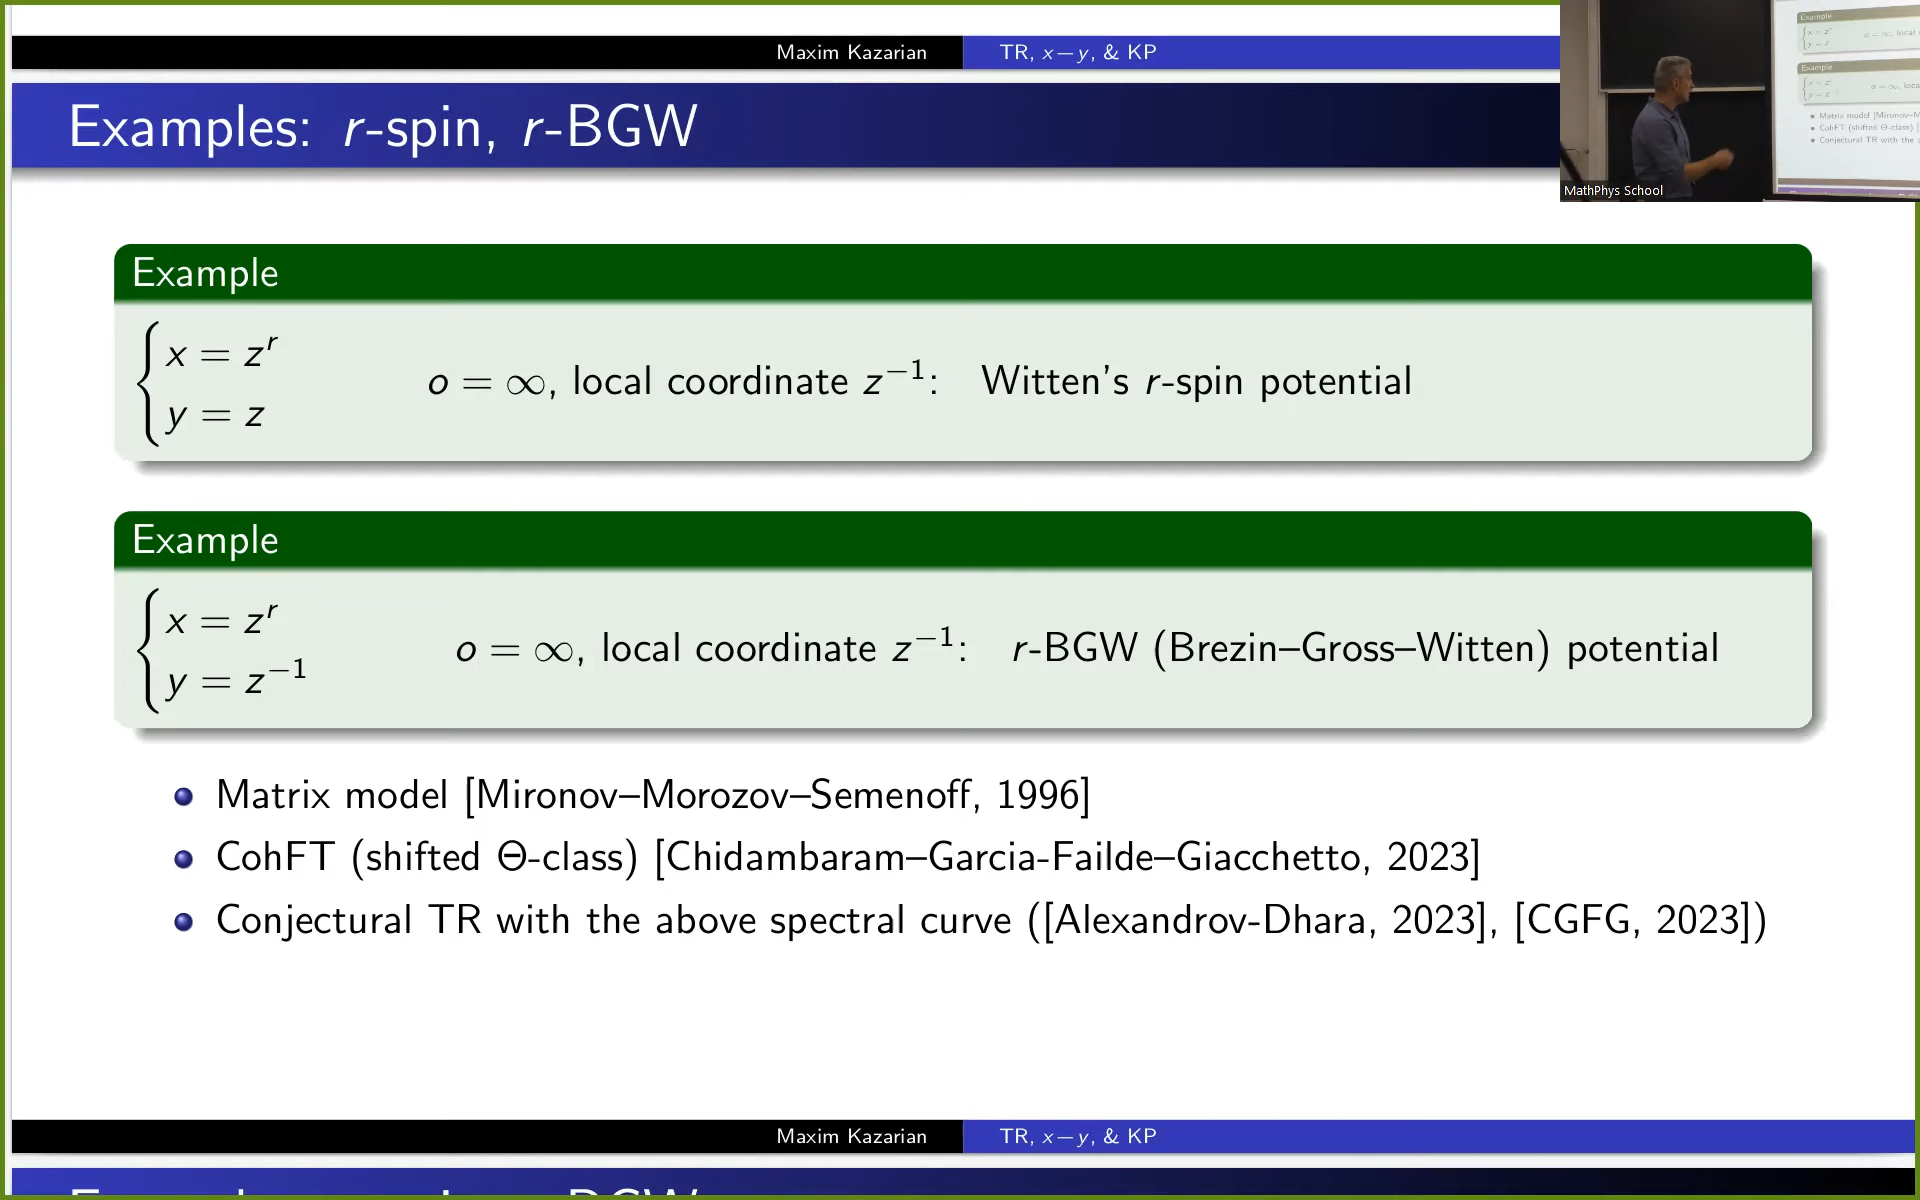 Maxim Kazarian TR, x−y, & KP
Examples: r-spin, r-BGW
MathPhys School
Example
x = z^r
y = z
o = ∞, local coordinate z^{−1}: Witten's r-spin potential
Example
x = z^r
y = z^{−1}
o = ∞, local coordinate z^{−1}: r-BGW (Brezin–Gross–Witten) potential
• Matrix model [Mironov–Morozov–Semenoff, 1996]
• CohFT (shifted Θ-class) [Chidambaram–Garcia-Failde–Giacchetto, 2023]
• Conjectural TR with the above spectral curve ([Alexandrov-Dhara, 2023], [CGFG, 2023])
Maxim Kazarian TR, x−y, & KP